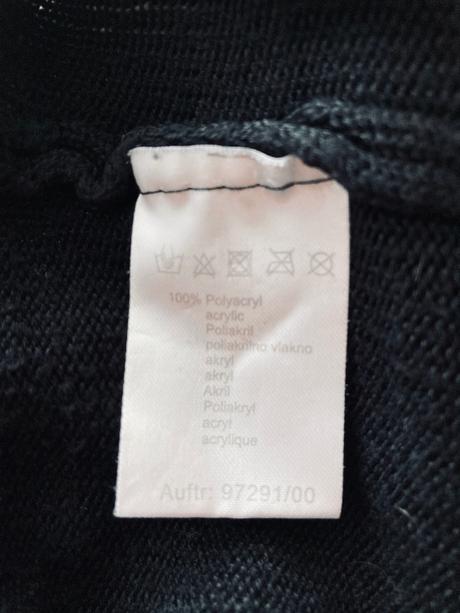 100% Polyacryl
acrylic
Poliakril
poliakrilno vlakno
akryl
akryl
Akril
Poliakryl
acryl
acrylique
Auftr: 97291/00